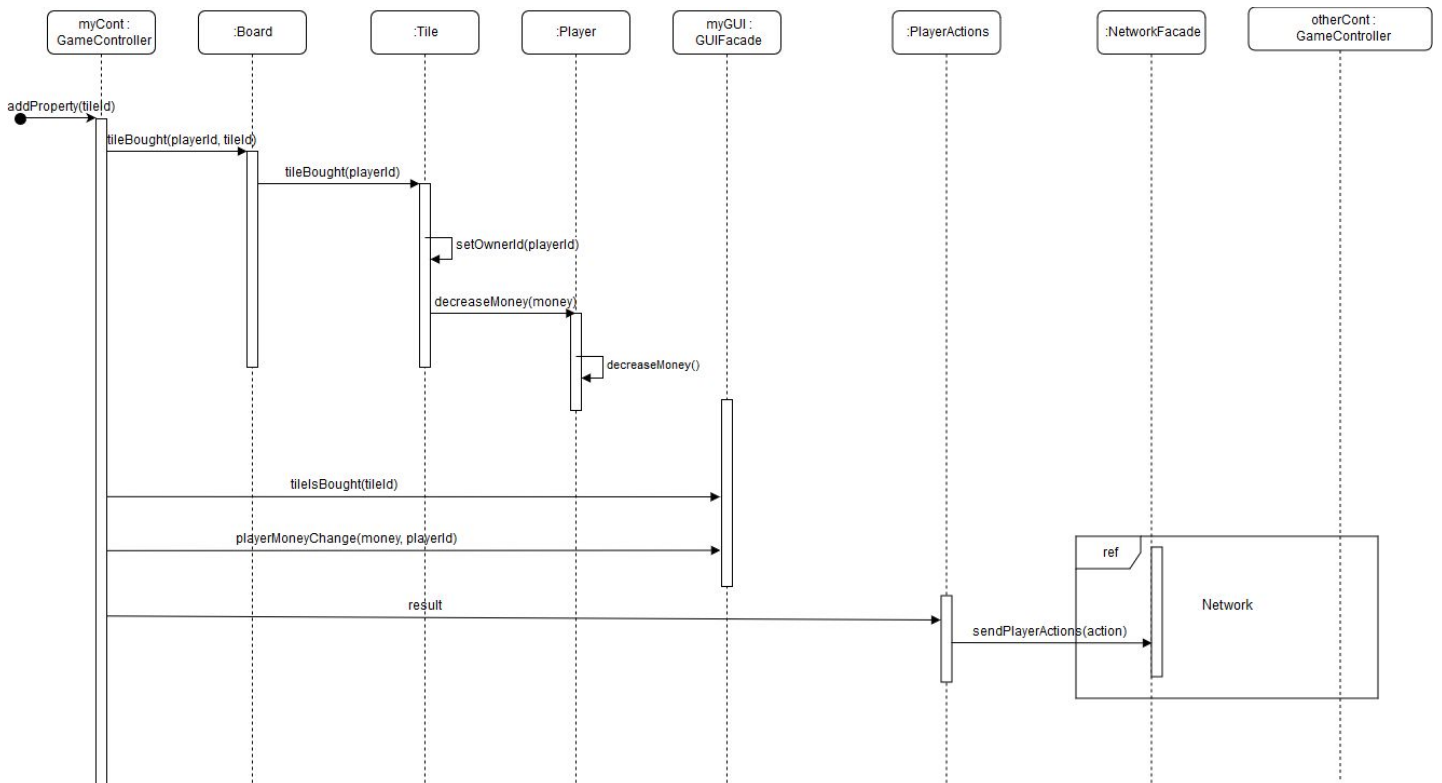 myCont :
GameController
:Board
:Tile
:Player
myGUI :
GUIFacade
:PlayerActions
:NetworkFacade
otherCont :
GameController
addProperty(tileId)
tileBought(playerId, tileId)
tileBought(playerId)
setOwnerId(playerId)
decreaseMoney(money)
decreaseMoney()
tileIsBought(tileId)
playerMoneyChange(money, playerId)
ref
Network
result
sendPlayerActions(action)